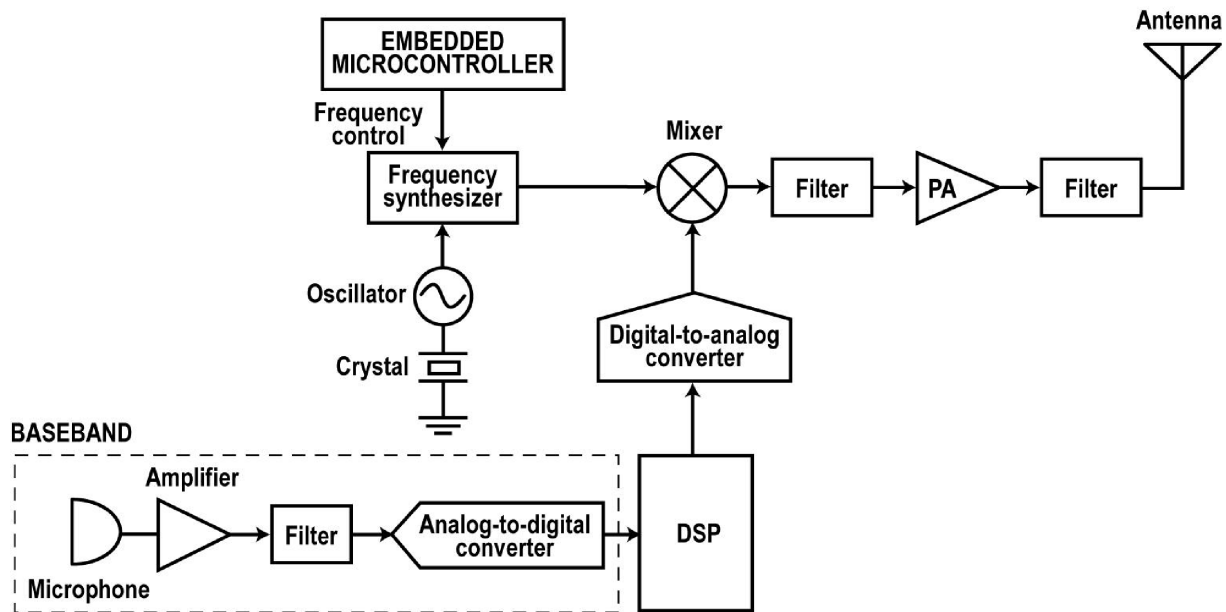 Antenna
EMBEDDED
MICROCONTROLLER
Frequency
control
Mixer
Frequency
synthesizer
Filter
PA
Filter
Oscillator
Digital-to-analog
converter
Crystal
BASEBAND
Amplifier
Filter
Analog-to-digital
converter
DSP
Microphone